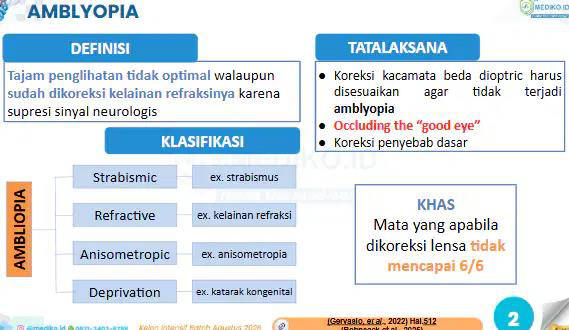 AMBLYOPIA
MEDIKO.ID
DEFINISI
Tajam penglihatan tidak optimal walaupun
sudah dikoreksi kelainan refraksinya karena
supresi sinyal neurologis
TATALAKSANA
● Koreksi kacamata beda dioptric harus
disesuaikan agar tidak terjadi
amblyopia
● Occluding the “good eye”
● Koreksi penyebab dasar
KLASIFIKASI
AMBLIOPIA
Strabismic
ex. strabismus
Refractive
ex. kelainan refraksi
Anisometropic
ex. anisometropia
Deprivation
ex. katarak kongenital
KHAS
Mata yang apabila
dikoreksi lensa tidak
mencapai 6/6
@mediko.id
Kelan Intensif Batch Agustus 2026
(Gervasio, et al., 2022) Hal.512
2